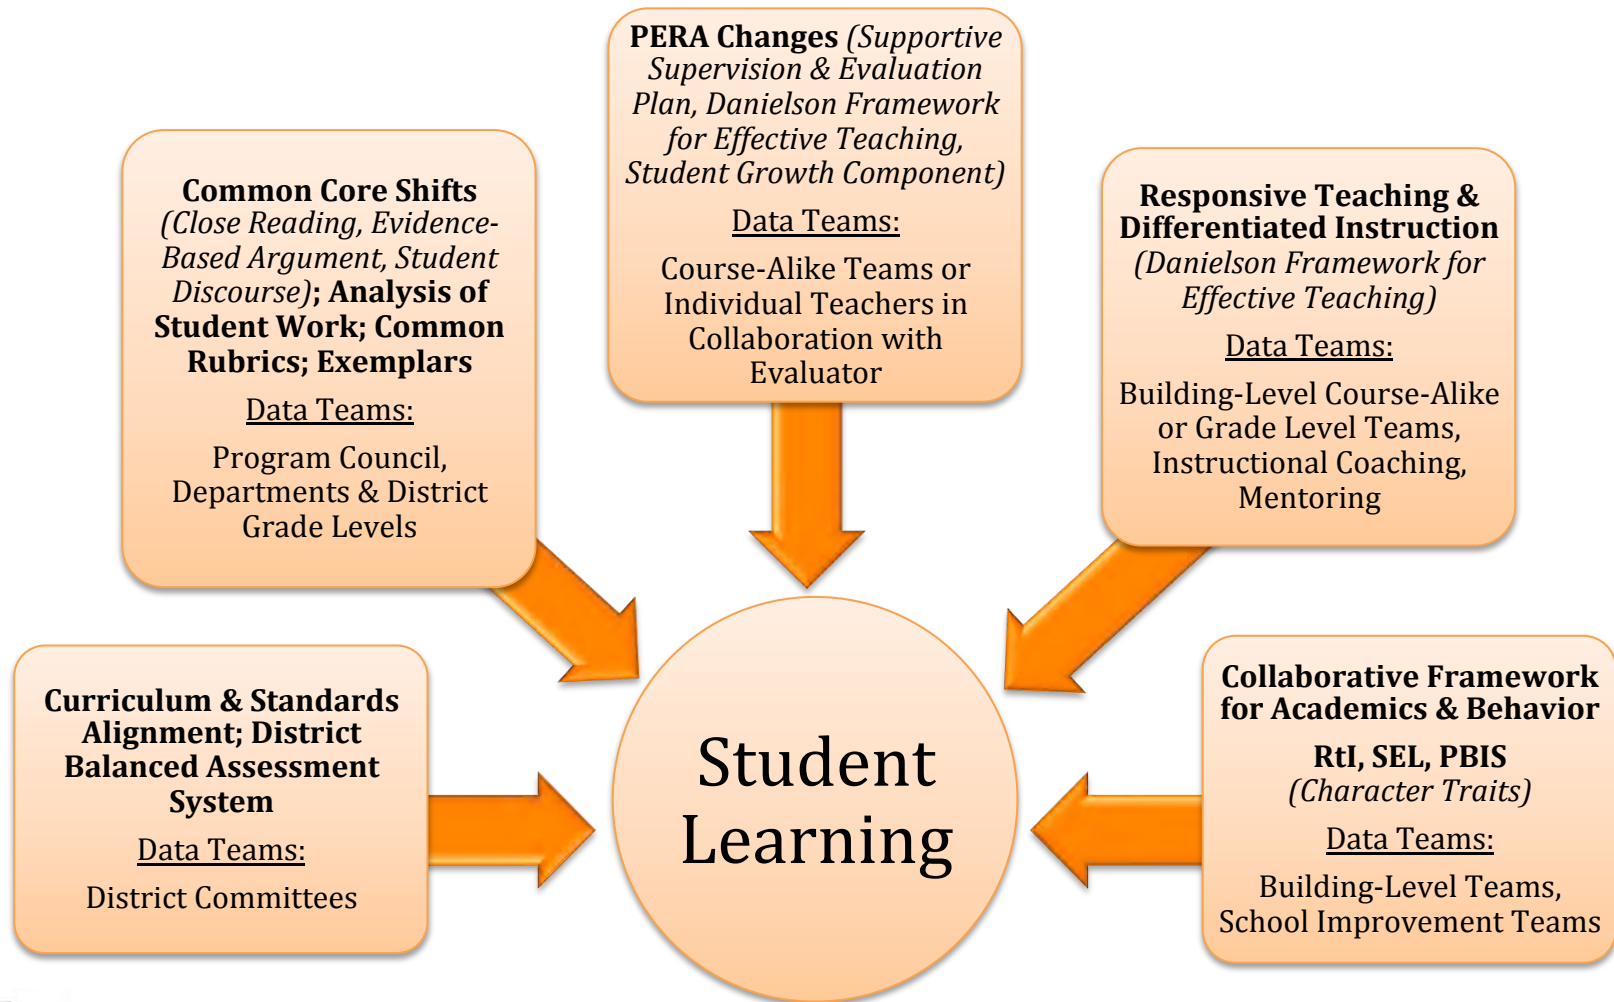 PERA Changes (Supportive
Supervision & Evaluation
Plan, Danielson Framework
for Effective Teaching,
Student Growth Component)
Data Teams:
Course-Alike Teams or
Individual Teachers in
Collaboration with
Evaluator
Common Core Shifts
(Close Reading, Evidence-
Based Argument, Student
Discourse); Analysis of
Student Work; Common
Rubrics; Exemplars
Data Teams:
Program Council,
Departments & District
Grade Levels
Responsive Teaching &
Differentiated Instruction
(Danielson Framework for
Effective Teaching)
Data Teams:
Building-Level Course-Alike
or Grade Level Teams,
Instructional Coaching,
Mentoring
Curriculum & Standards
Alignment; District
Balanced Assessment
System
Data Teams:
District Committees
Student
Learning
Collaborative Framework
for Academics & Behavior
RtI, SEL, PBIS
(Character Traits)
Data Teams:
Building-Level Teams,
School Improvement Teams